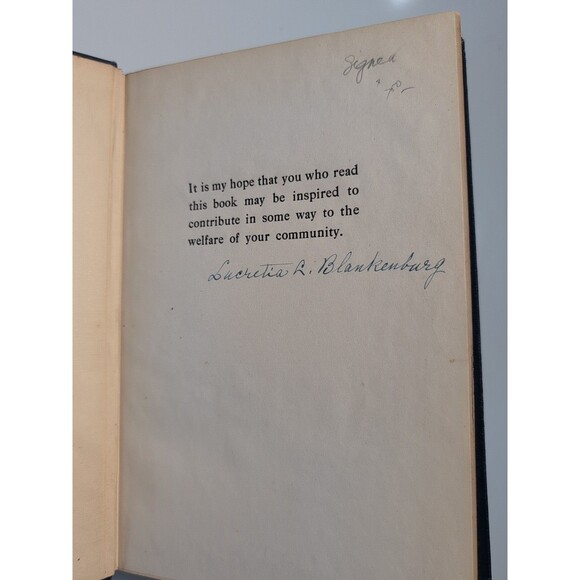 Signed
It is my hope that you who read
this book may be inspired to
contribute in some way to the
welfare of your community.
Lucretia L. Blankenburg